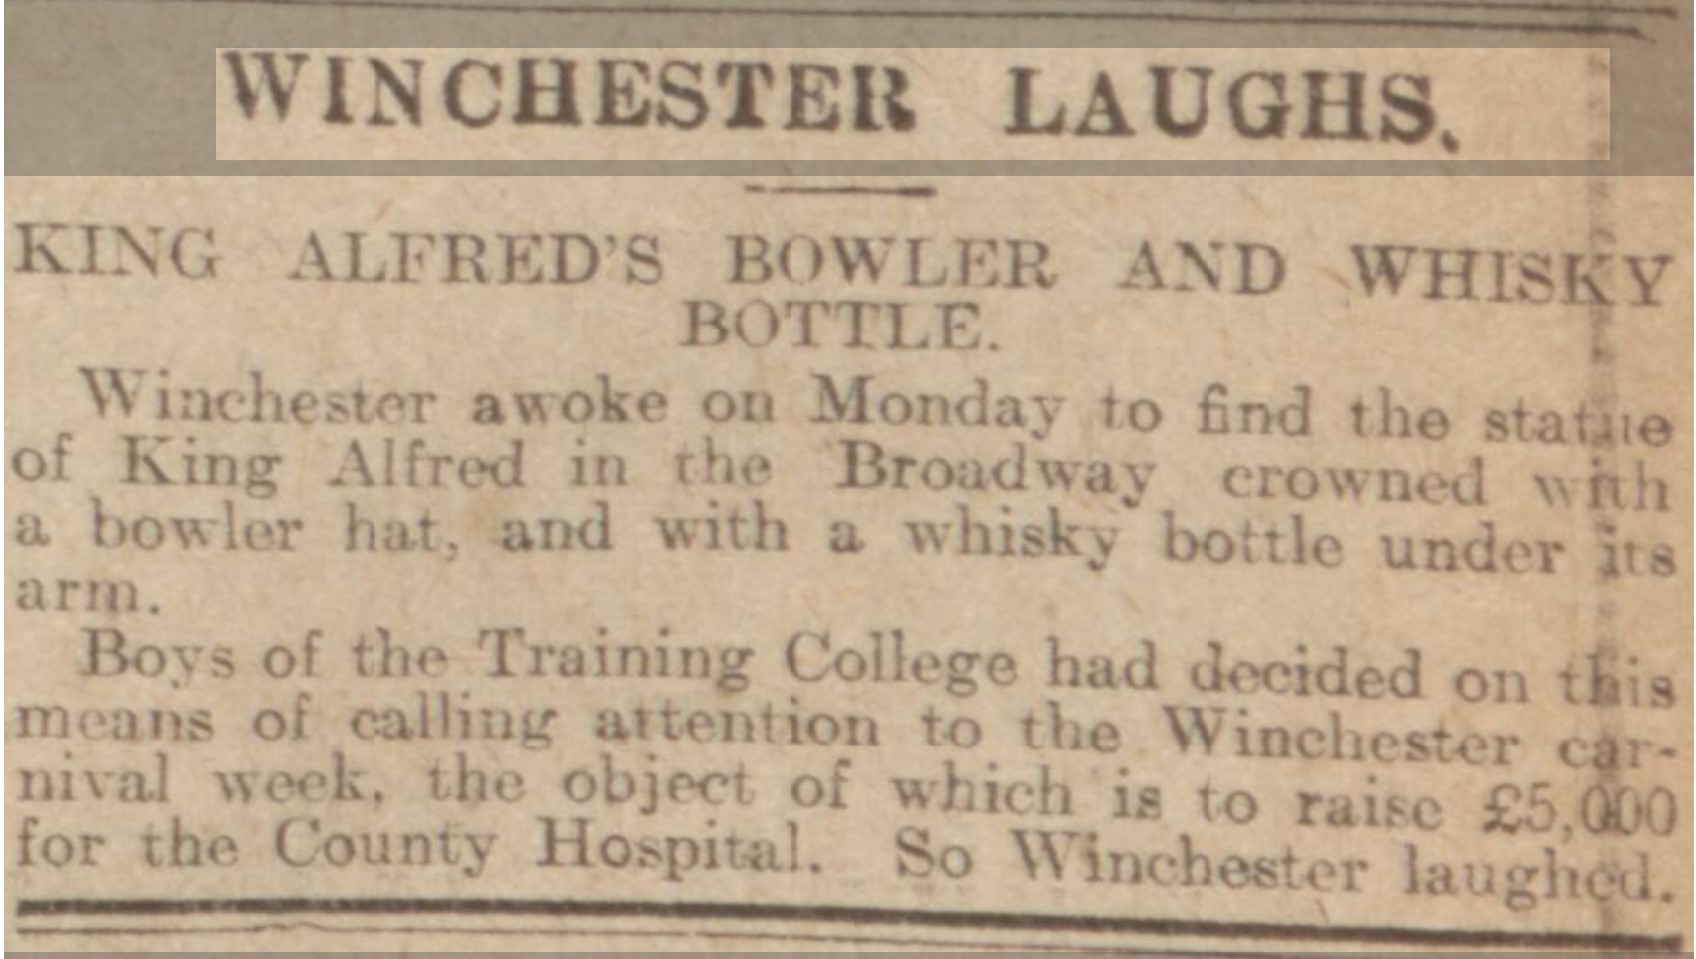 WINCHESTER LAUGHS.
KING ALFRED'S BOWLER AND WHISKY
BOTTLE.
Winchester awoke on Monday to find the statue
of King Alfred in the Broadway crowned with
a bowler hat, and with a whisky bottle under its
arm.
Boys of the Training College had decided on this
means of calling attention to the Winchester car-
nival week, the object of which is to raise £5,000
for the County Hospital. So Winchester laughed.